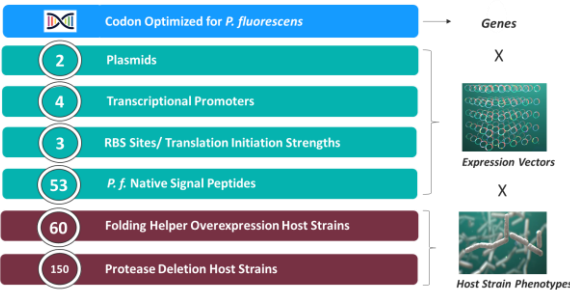 Codon Optimized for P. fluorescens
Genes
X
2 Plasmids
4 Transcriptional Promoters
3 RBS Sites/ Translation Initiation Strengths
53 P. f. Native Signal Peptides
Expression Vectors
X
60 Folding Helper Overexpression Host Strains
150 Protease Deletion Host Strains
Host Strain Phenotypes